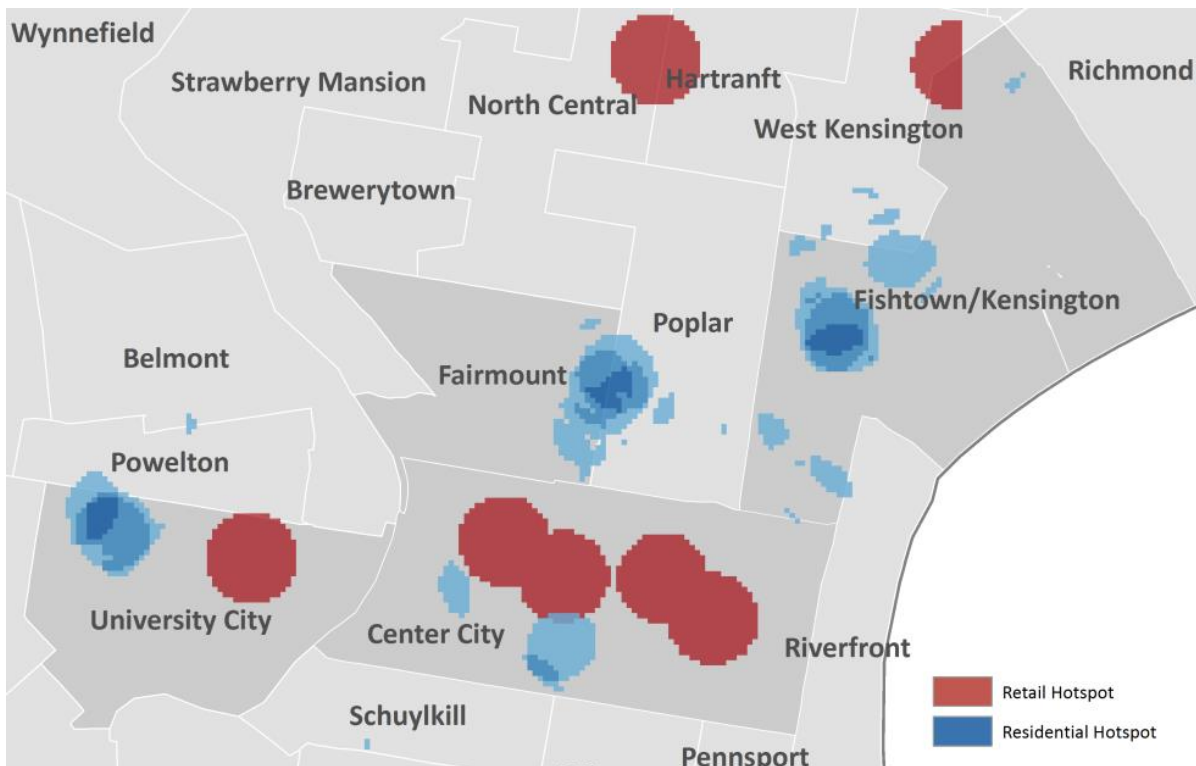 Wynnefield
Strawberry Mansion
North Central
Hartranft
Richmond
West Kensington
Brewerytown
Fishtown/Kensington
Poplar
Belmont
Fairmount
Powelton
University City
Center City
Riverfront
Schuylkill
Pennsport
Retail Hotspot
Residential Hotspot